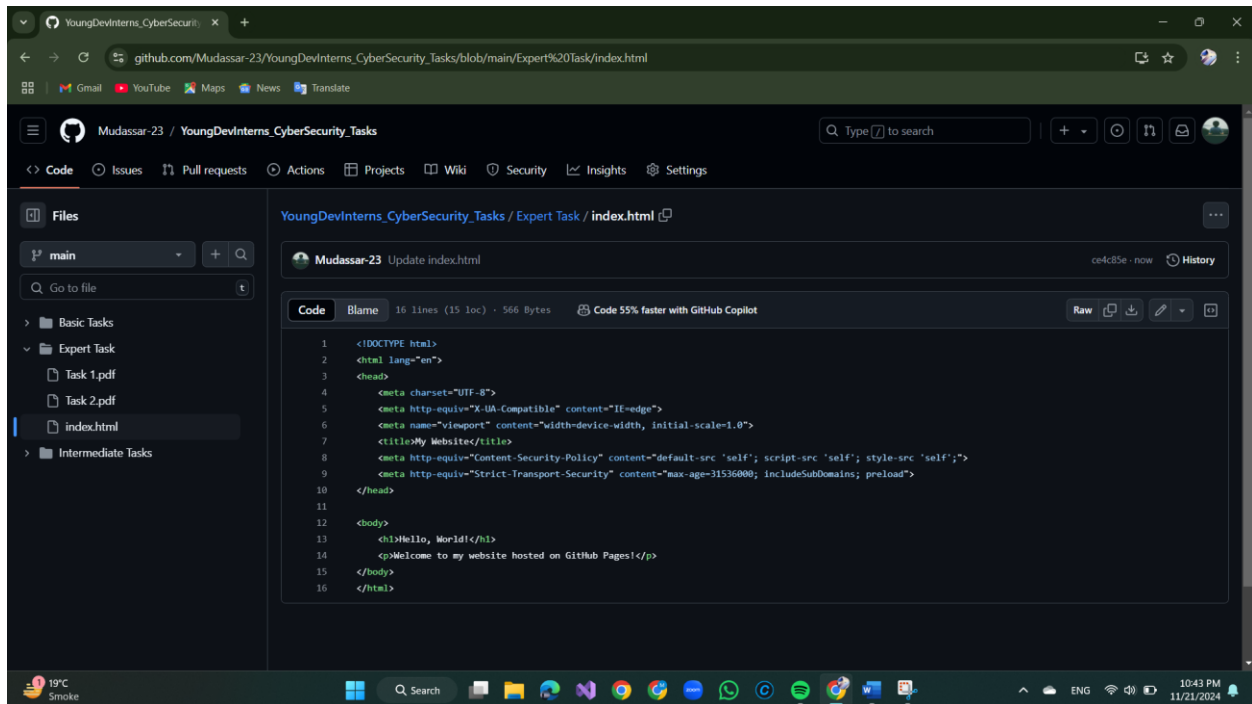 YoungDevInterns_CyberSecurity
github.com/Mudassar-23/YoungDevInterns_CyberSecurity_Tasks/blob/main/Expert%20Task/index.html
Gmail YouTube Maps News Translate
Mudassar-23 / YoungDevInterns_CyberSecurity_Tasks
Type / to search
Code Issues Pull requests Actions Projects Wiki Security Insights Settings
Files
main
Go to file t
Basic Tasks
Expert Task
Task 1.pdf
Task 2.pdf
index.html
Intermediate Tasks
YoungDevInterns_CyberSecurity_Tasks / Expert Task / index.html
Mudassar-23 Update index.html ce4c85e · now History
Code Blame 16 lines (15 loc) · 566 Bytes Code 55% faster with GitHub Copilot Raw
1 <!DOCTYPE html>
2 <html lang="en">
3 <head>
4 <meta charset="UTF-8">
5 <meta http-equiv="X-UA-Compatible" content="IE=edge">
6 <meta name="viewport" content="width=device-width, initial-scale=1.0">
7 <title>My Website</title>
8 <meta http-equiv="Content-Security-Policy" content="default-src 'self'; script-src 'self'; style-src 'self';">
9 <meta http-equiv="Strict-Transport-Security" content="max-age=31536000; includeSubDomains; preload">
10 </head>
11
12 <body>
13 <h1>Hello, World!</h1>
14 <p>Welcome to my website hosted on GitHub Pages!</p>
15 </body>
16 </html>
1
19°C
Smoke
Search
ENG
10:43 PM
11/21/2024